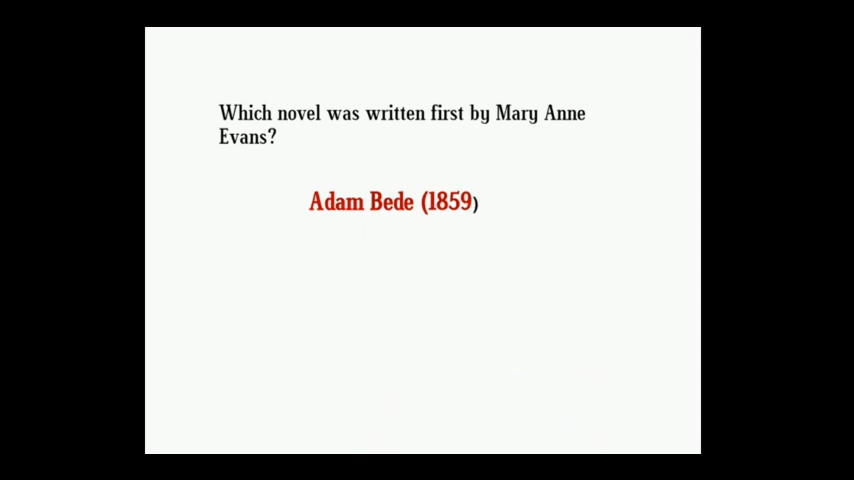 Which novel was written first by Mary Anne
Evans?
Adam Bede (1859)